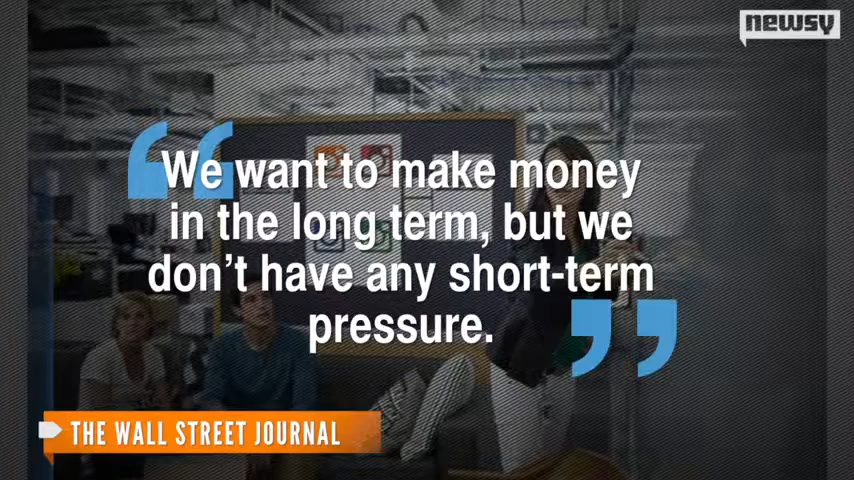 newsy
“We want to make money
in the long term, but we
don’t have any short-term
pressure.”
THE WALL STREET JOURNAL